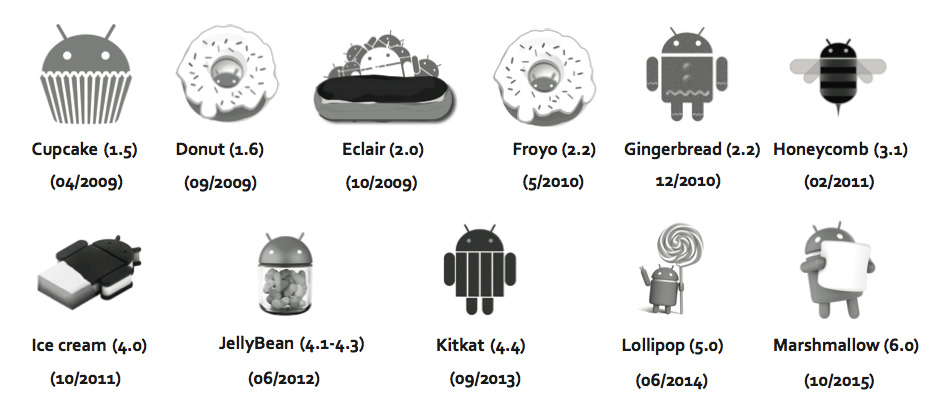 Cupcake (1.5) Donut (1.6) Eclair (2.0) Froyo (2.2) Gingerbread (2.2) Honeycomb (3.1)
(04/2009) (09/2009) (10/2009) (5/2010) 12/2010) (02/2011)
Ice cream (4.0) JellyBean (4.1-4.3) Kitkat (4.4) Lollipop (5.0) Marshmallow (6.0)
(10/2011) (06/2012) (09/2013) (06/2014) (10/2015)